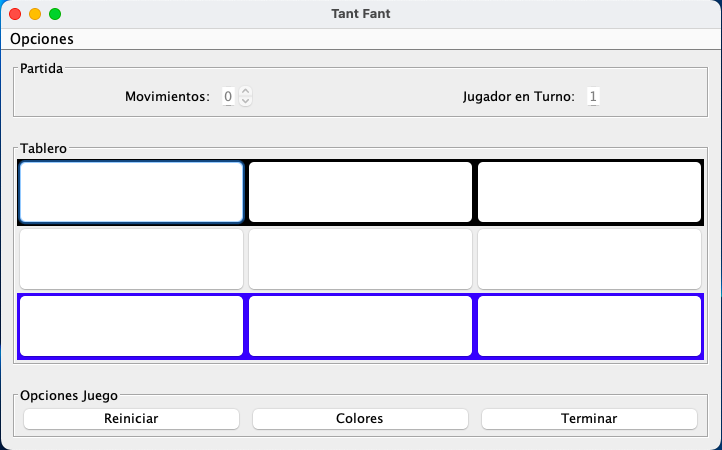 Tant Fant
Opciones
Partida
Movimientos: 0 Jugador en Turno: 1
Tablero
Opciones Juego
Reiniciar Colores Terminar